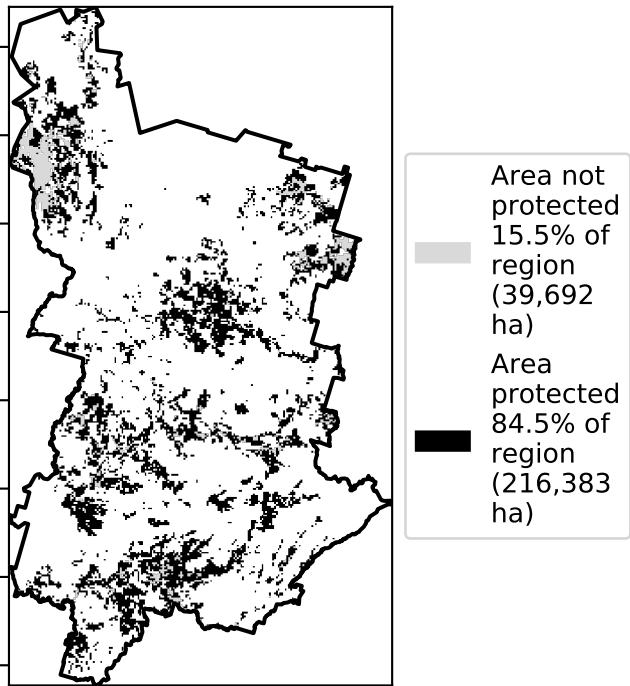 Area not
protected
15.5% of
region
(39,692
ha)
Area
protected
84.5% of
region
(216,383
ha)